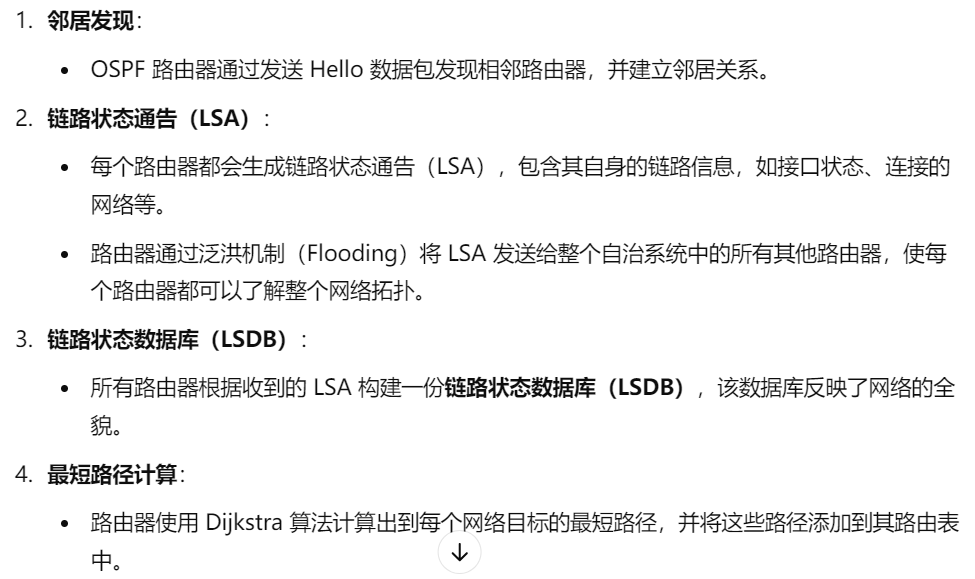 1. 邻居发现：
• OSPF 路由器通过发送 Hello 数据包发现相邻路由器，并建立邻居关系。
2. 链路状态通告（LSA）：
• 每个路由器都会生成链路状态通告（LSA），包含其自身的链路信息，如接口状态、连接的
网络等。
• 路由器通过泛洪机制（Flooding）将 LSA 发送给整个自治系统中的所有其他路由器，使每
个路由器都可以了解整个网络拓扑。
3. 链路状态数据库（LSDB）：
• 所有路由器根据收到的 LSA 构建一份链路状态数据库（LSDB），该数据库反映了网络的全
貌。
4. 最短路径计算：
• 路由器使用 Dijkstra 算法计算出到每个网络目标的最短路径，并将这些路径添加到其路由表
中。